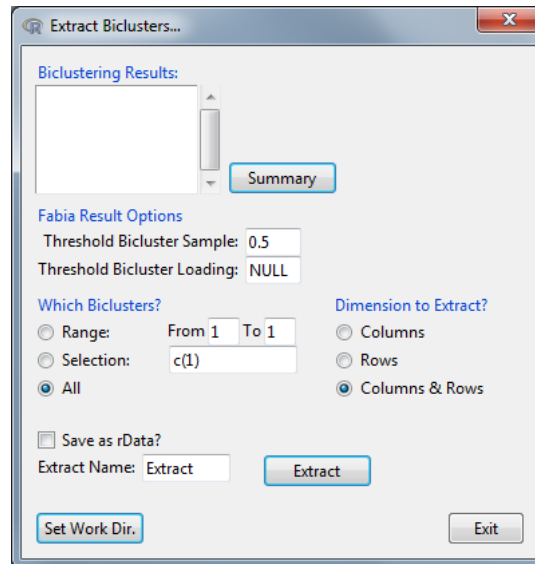 Extract Biclusters...
Biclustering Results:
Summary
Fabia Result Options
Threshold Bicluster Sample: 0.5
Threshold Bicluster Loading: NULL
Which Biclusters? Dimension to Extract?
Range: From 1 To 1 Columns
Selection: c(1) Rows
All Columns & Rows
Save as rData?
Extract Name: Extract Extract
Set Work Dir. Exit